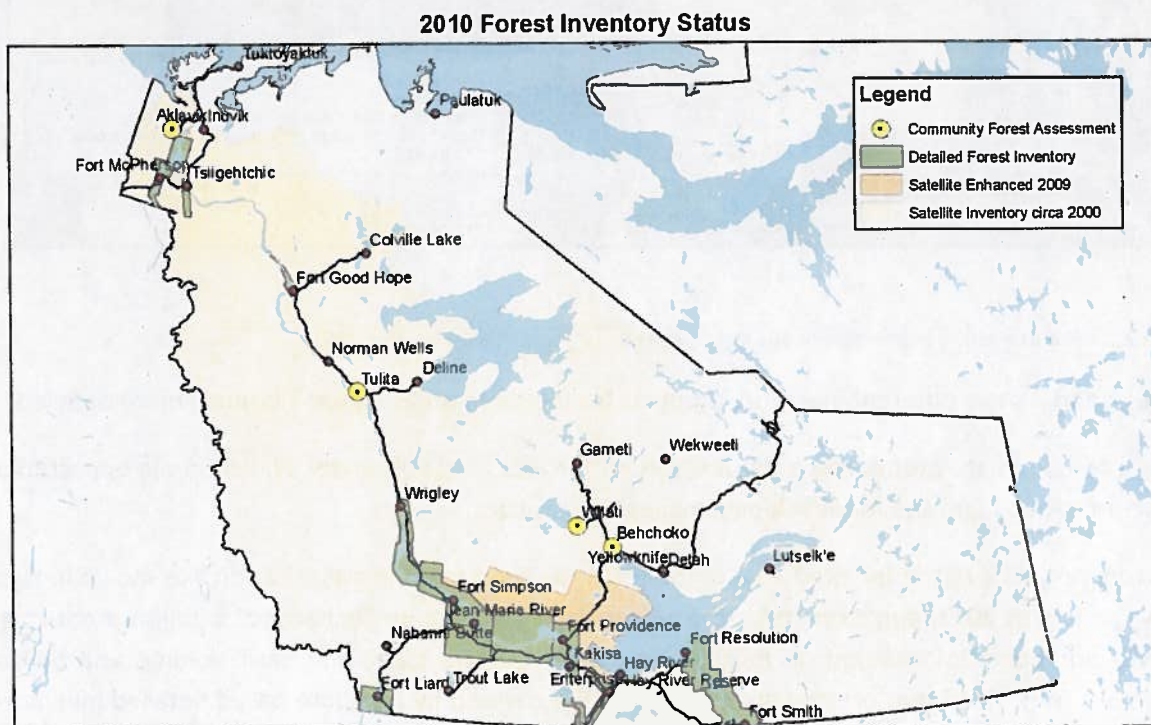 2010 Forest Inventory Status
Tuktoyaktuk
Paulatuk
Aklavik
Inuvik
Fort McPherson
Tsiigehtchic
Colville Lake
Fort Good Hope
Norman Wells
Deline
Tulita
Gameti
Wekweeti
Wrigley
Behchoko
Yellowknife
Detah
Lutselk'e
Fort Simpson
Jean Marie River
Fort Providence
Nahanni Butte
Fort Resolution
Kakisa
Hay River
Enterprise
Hay River Reserve
Fort Liard
Trout Lake
Fort Smith
Legend
Community Forest Assessment
Detailed Forest Inventory
Satellite Enhanced 2009
Satellite Inventory circa 2000